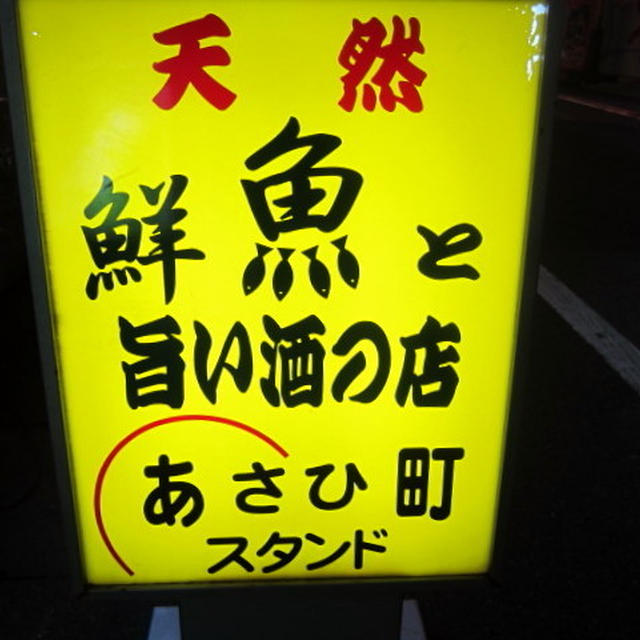 天然
鮮魚と
旨い酒の店
あさひ町
スタンド